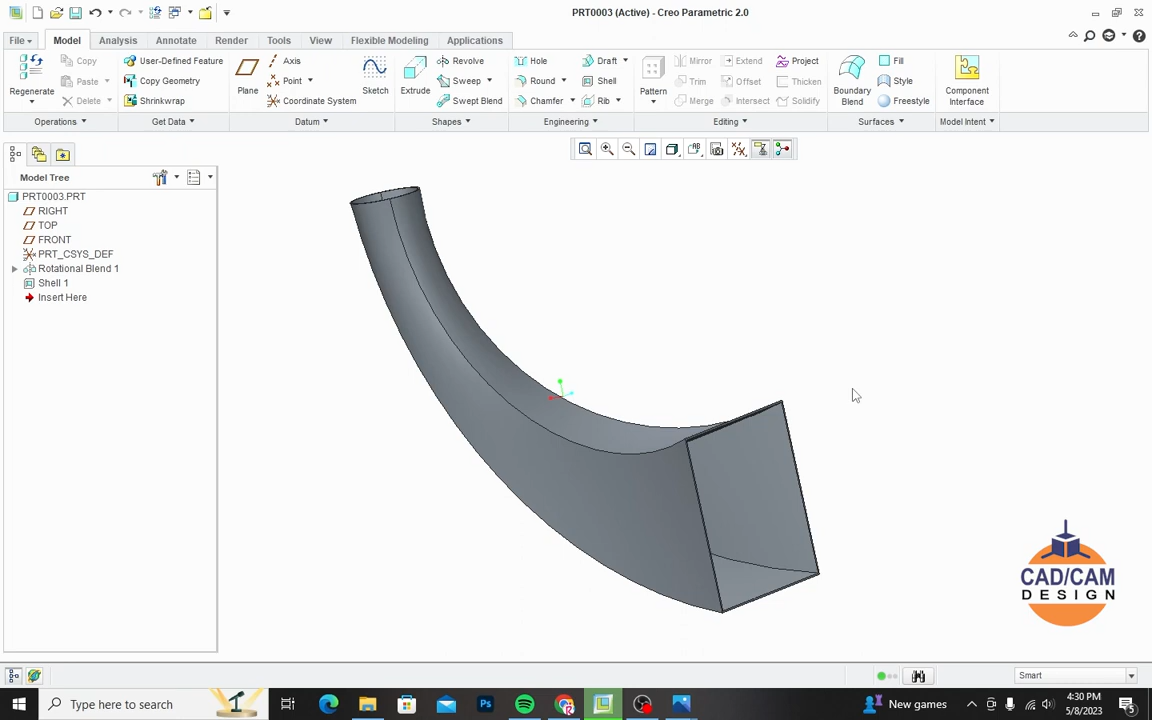 PRT0003 (Active) - Creo Parametric 2.0
File Model Analysis Annotate Render Tools View Flexible Modeling Applications
Regenerate
Copy
Paste
Delete
Operations
User-Defined Feature
Copy Geometry
Shrinkwrap
Get Data
Plane
Axis
Point
Coordinate System
Sketch
Datum
Extrude
Revolve
Sweep
Swept Blend
Shapes
Hole
Round
Chamfer
Draft
Shell
Rib
Engineering
Pattern
Mirror
Trim
Merge
Extend
Offset
Intersect
Project
Thicken
Solidify
Editing
Boundary
Blend
Fill
Style
Freestyle
Surfaces
Component
Interface
Model Intent
Model Tree
PRT0003.PRT
RIGHT
TOP
FRONT
PRT_CSYS_DEF
Rotational Blend 1
Shell 1
Insert Here
CAD/CAM
DESIGN
Smart
Type here to search
New games
4:30 PM
5/8/2023
5